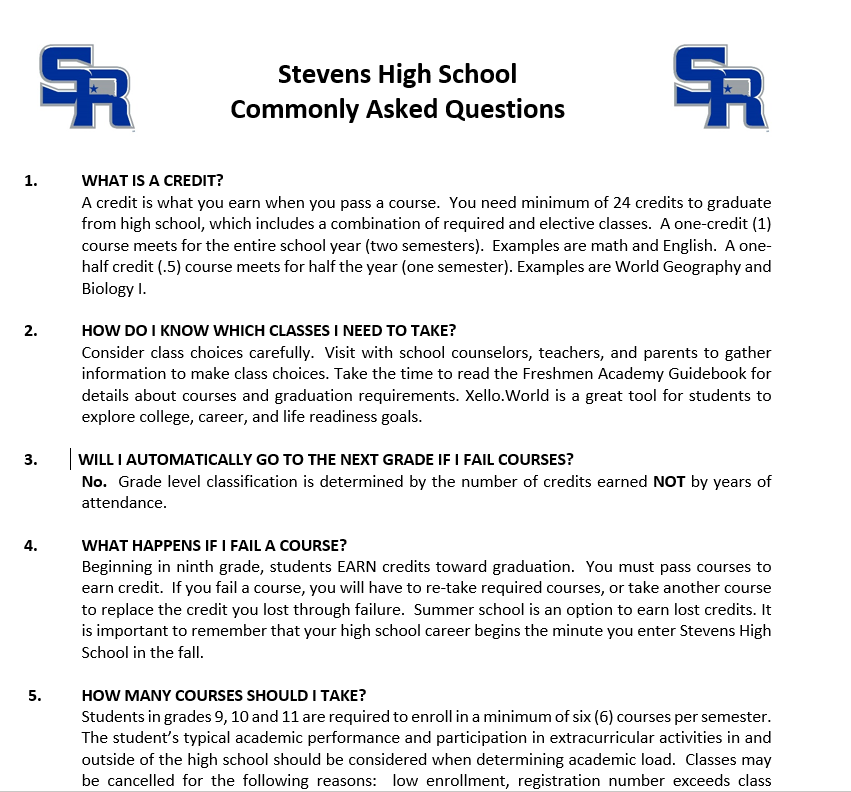 SR
SR
Stevens High School
Commonly Asked Questions
1. WHAT IS A CREDIT?
A credit is what you earn when you pass a course.  You need minimum of 24 credits to graduate
from high school, which includes a combination of required and elective classes.  A one-credit (1)
course meets for the entire school year (two semesters).  Examples are math and English.  A one-
half credit (.5) course meets for half the year (one semester). Examples are World Geography and
Biology I.
2. HOW DO I KNOW WHICH CLASSES I NEED TO TAKE?
Consider class choices carefully.  Visit with school counselors, teachers, and parents to gather
information to make class choices. Take the time to read the Freshmen Academy Guidebook for
details about courses and graduation requirements. Xello.World is a great tool for students to
explore college, career, and life readiness goals.
3. WILL I AUTOMATICALLY GO TO THE NEXT GRADE IF I FAIL COURSES?
No.  Grade level classification is determined by the number of credits earned NOT by years of
attendance.
4. WHAT HAPPENS IF I FAIL A COURSE?
Beginning in ninth grade, students EARN credits toward graduation.  You must pass courses to
earn credit.  If you fail a course, you will have to re-take required courses, or take another course
to replace the credit you lost through failure.  Summer school is an option to earn lost credits. It
is important to remember that your high school career begins the minute you enter Stevens High
School in the fall.
5. HOW MANY COURSES SHOULD I TAKE?
Students in grades 9, 10 and 11 are required to enroll in a minimum of six (6) courses per semester.
The student’s typical academic performance and participation in extracurricular activities in and
outside of the high school should be considered when determining academic load.  Classes may
be cancelled for the following reasons:  low enrollment, registration number exceeds class